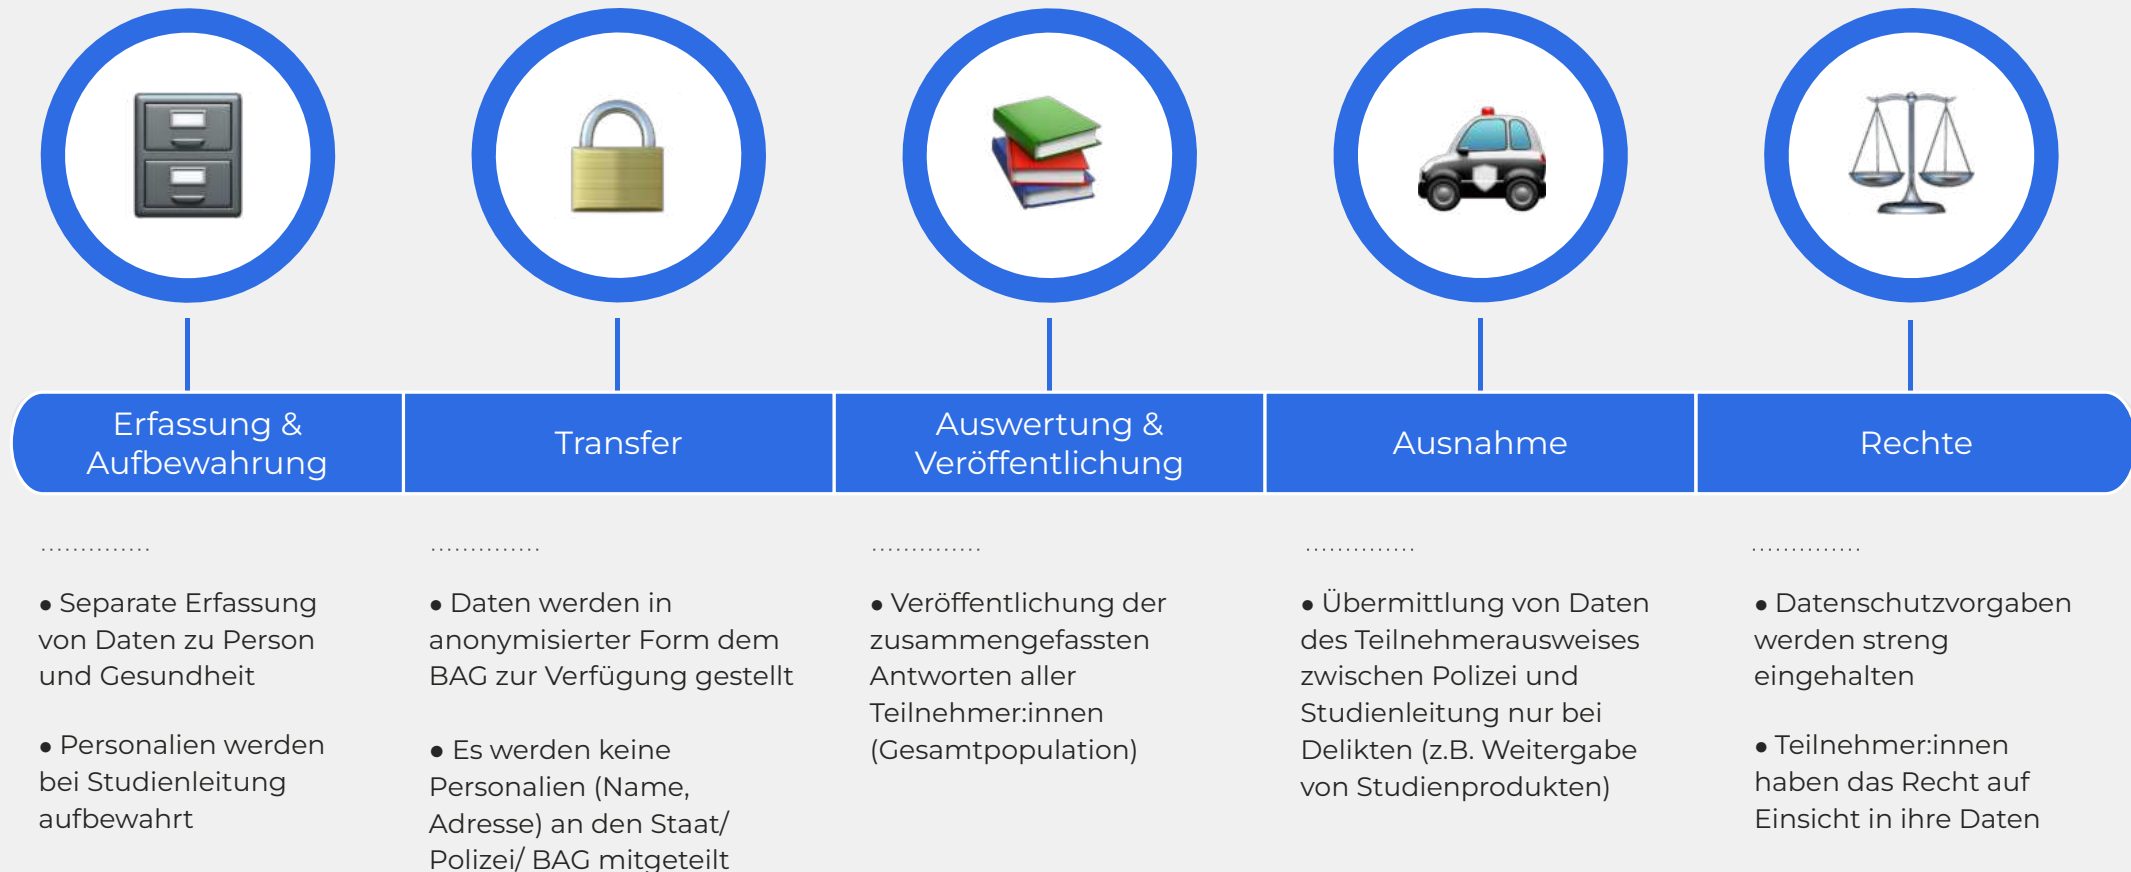 Erfassung &
Aufbewahrung
Transfer
Auswertung &
Veröffentlichung
Ausnahme
Rechte
..............
● Separate Erfassung
von Daten zu Person
und Gesundheit
● Personalien werden
bei Studienleitung
aufbewahrt
..............
● Daten werden in
anonymisierter Form dem
BAG zur Verfügung gestellt
● Es werden keine
Personalien (Name,
Adresse) an den Staat/
Polizei/ BAG mitgeteilt
..............
● Veröffentlichung der
zusammengefassten
Antworten aller
Teilnehmer:innen
(Gesamtpopulation)
..............
● Übermittlung von Daten
des Teilnehmerausweises
zwischen Polizei und
Studienleitung nur bei
Delikten (z.B. Weitergabe
von Studienprodukten)
..............
● Datenschutzvorgaben
werden streng
eingehalten
● Teilnehmer:innen
haben das Recht auf
Einsicht in ihre Daten